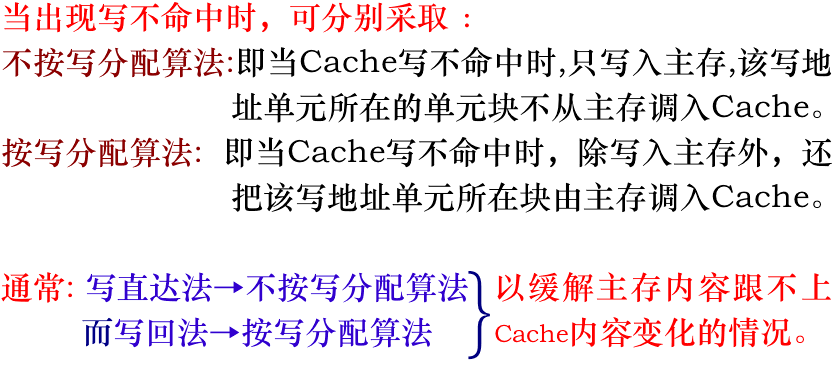 当出现写不命中时，可分别采取：
不按写分配算法:即当Cache写不命中时,只写入主存,该写地
址单元所在的单元块不从主存调入Cache。
按写分配算法: 即当Cache写不命中时，除写入主存外，还
把该写地址单元所在块由主存调入Cache。
通常: 写直达法→不按写分配算法
而写回法→按写分配算法
以缓解主存内容跟不上
Cache内容变化的情况。